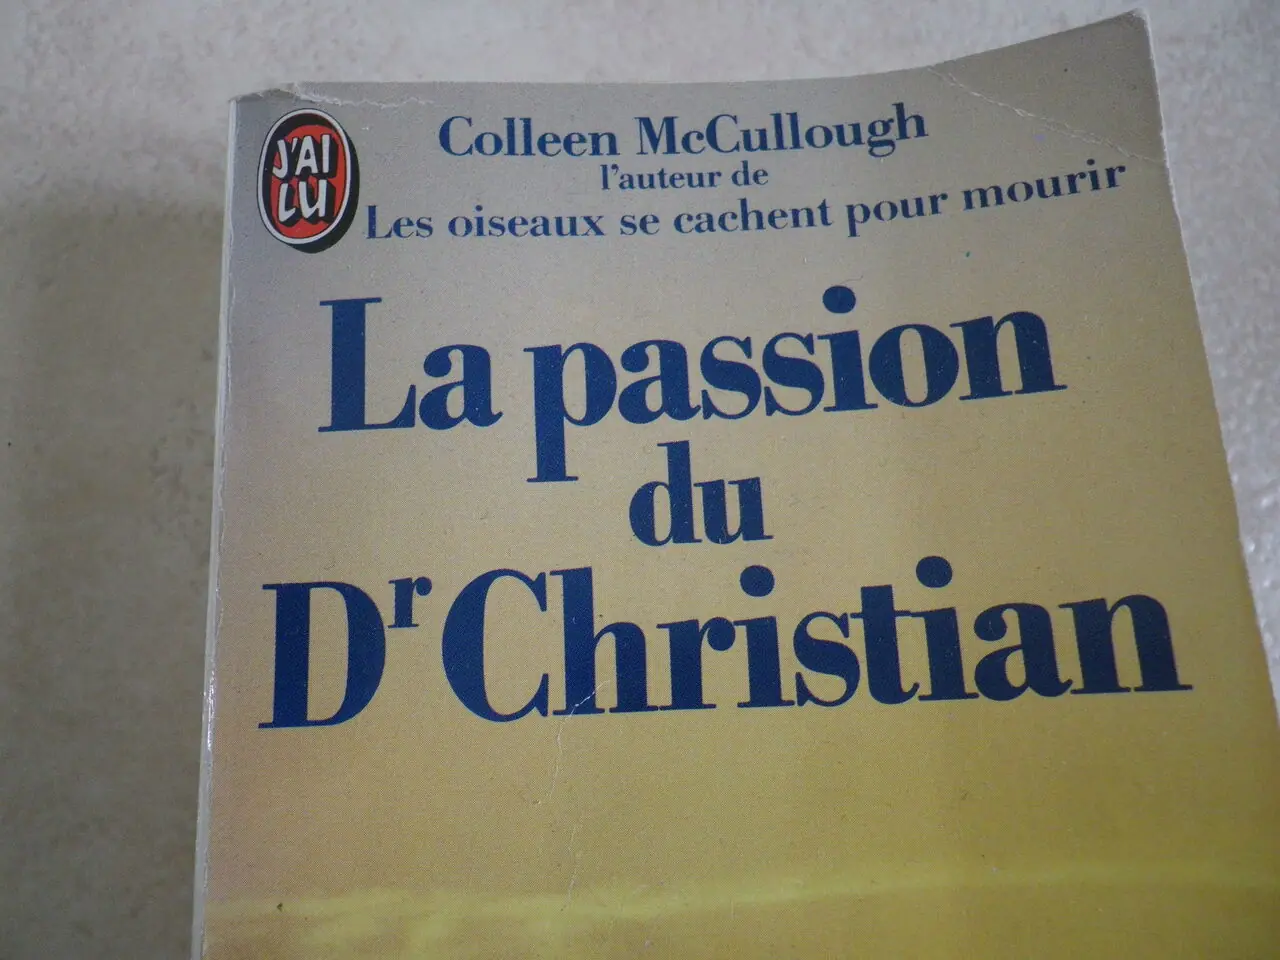 J'AI
LU
Colleen McCullough
l'auteur de
Les oiseaux se cachent pour mourir
La passion
du
Dr Christian